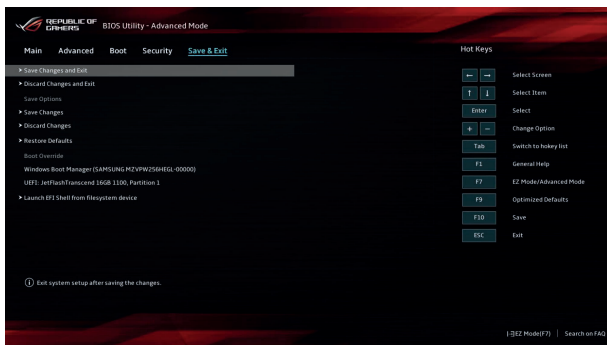 REPUBLIC OF
GAMERS
BIOS Utility - Advanced Mode
Main Advanced Boot Security Save & Exit
Save Changes and Exit
Discard Changes and Exit
Save Options
Save Changes
Discard Changes
Restore Defaults
Boot Override
Windows Boot Manager (SAMSUNG MZVPW256HEGL-00000)
UEFI: JetFlashTranscend 16GB 1100, Partition 1
Launch EFI Shell from filesystem device
Exit system setup after saving the changes.
Hot Keys
← → Select Screen
↑ ↓ Select Item
Enter Select
+ − Change Option
Tab Switch to hokey list
F1 General Help
F7 EZ Mode/Advanced Mode
F9 Optimized Defaults
F10 Save
ESC Exit
EZ Mode(F7) | Search on FAQ